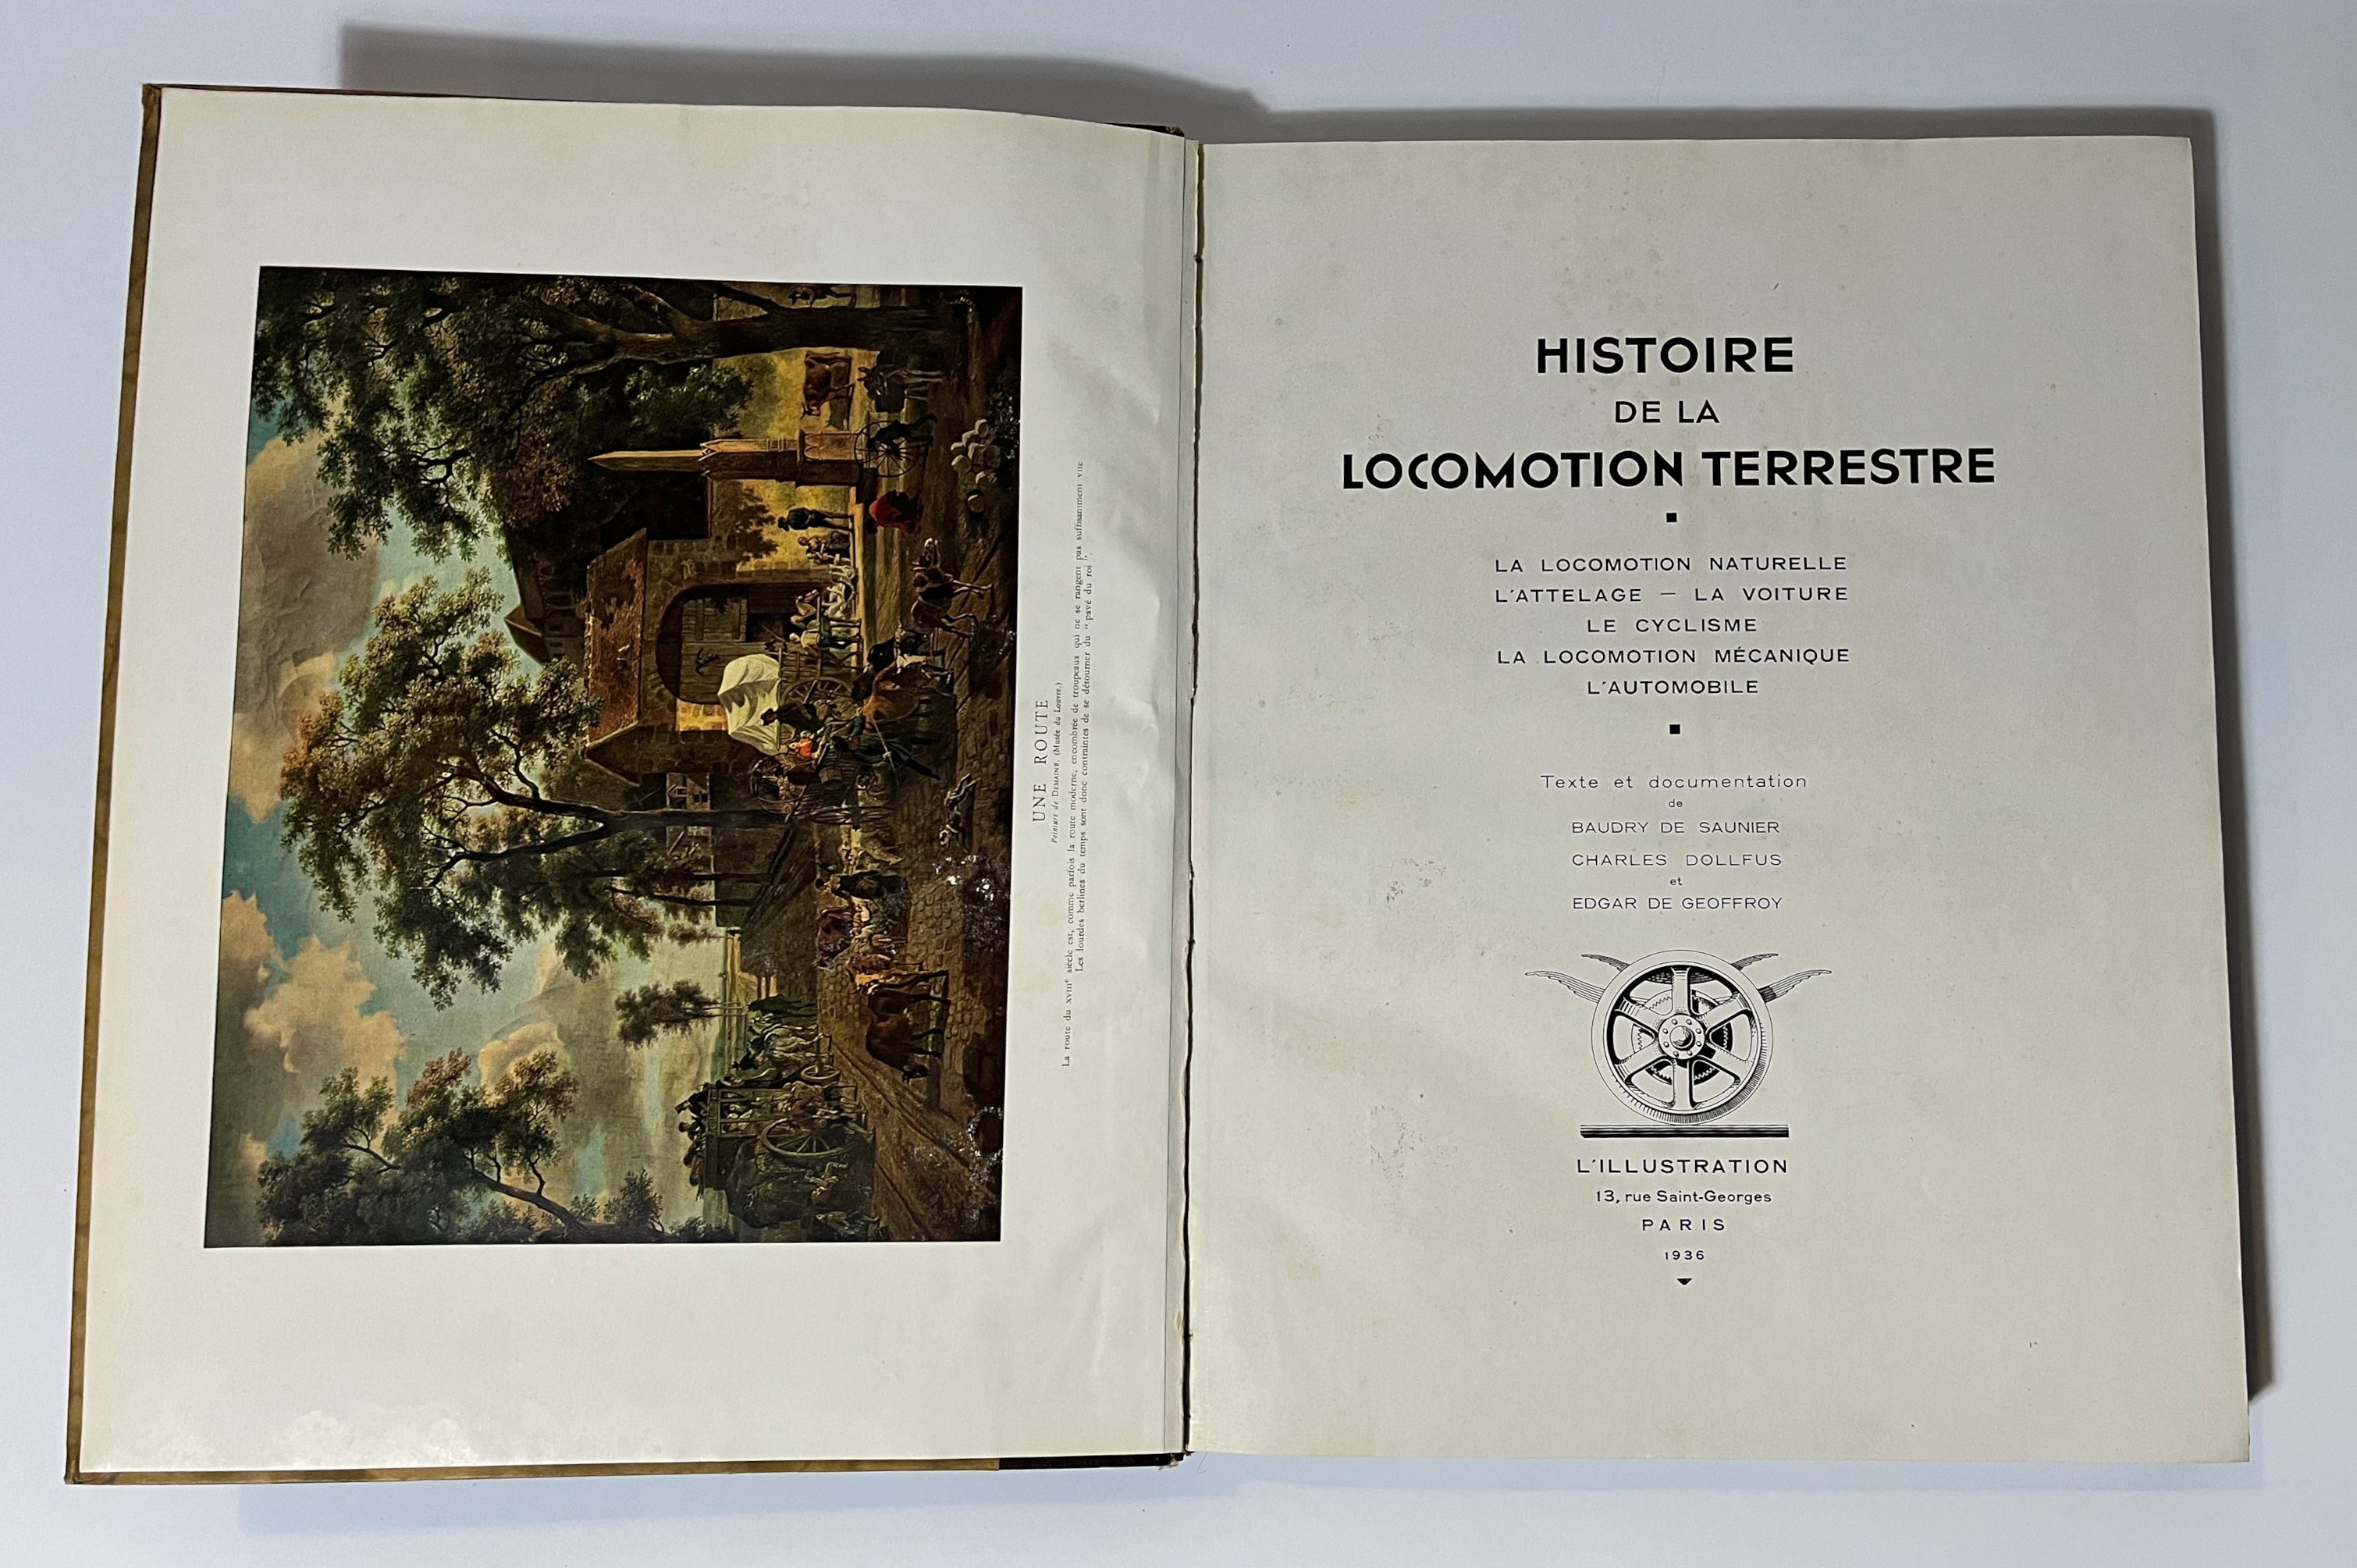 UNE ROUTE
Peinture de DEMARNE. (Musée du Louvre.)
La route du XVIIIe siècle est, comme parfois la route moderne, encombrée de troupeaux qui ne se rangent pas suffisamment vite
Les lourdes berlines du temps sont donc contraintes de se détourner du "pavé du roi".
HISTOIRE
DE LA
LOCOMOTION TERRESTRE
LA LOCOMOTION NATURELLE
L'ATTELAGE — LA VOITURE
LE CYCLISME
LA LOCOMOTION MÉCANIQUE
L'AUTOMOBILE
Texte et documentation
de
BAUDRY DE SAUNIER
CHARLES DOLLFUS
et
EDGAR DE GEOFFROY
L'ILLUSTRATION
13, rue Saint-Georges
PARIS
1936